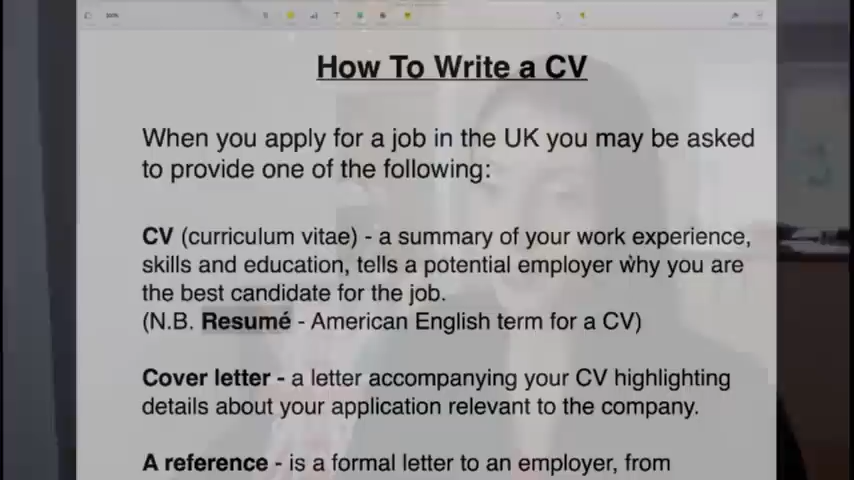 How To Write a CV
When you apply for a job in the UK you may be asked
to provide one of the following:
CV (curriculum vitae) - a summary of your work experience,
skills and education, tells a potential employer why you are
the best candidate for the job.
(N.B. Resumé - American English term for a CV)
Cover letter - a letter accompanying your CV highlighting
details about your application relevant to the company.
A reference - is a formal letter to an employer, from